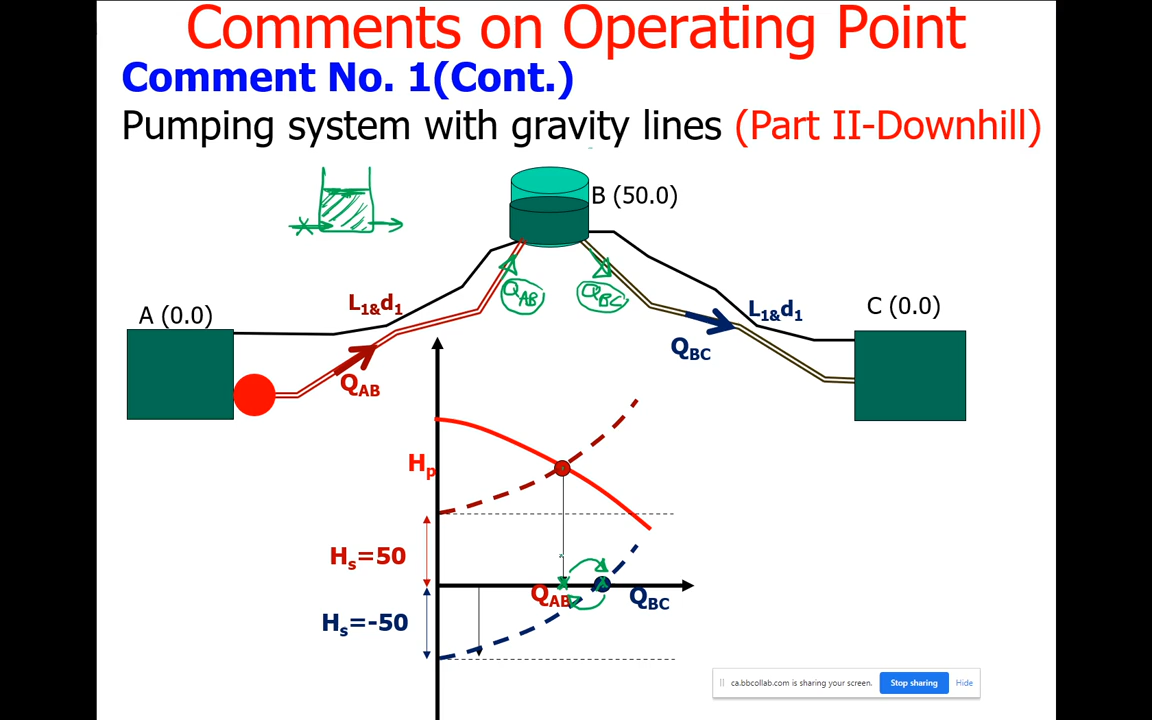 Comments on Operating Point
Comment No. 1(Cont.)
Pumping system with gravity lines (Part II-Downhill)
B (50.0)
A (0.0)
L1&d1
QAB
QBC
L1&d1
C (0.0)
QAB
QBC
Hp
Hs=50
QAB
QBC
Hs=-50
ca.bbcollab.com is sharing your screen.
Stop sharing
Hide